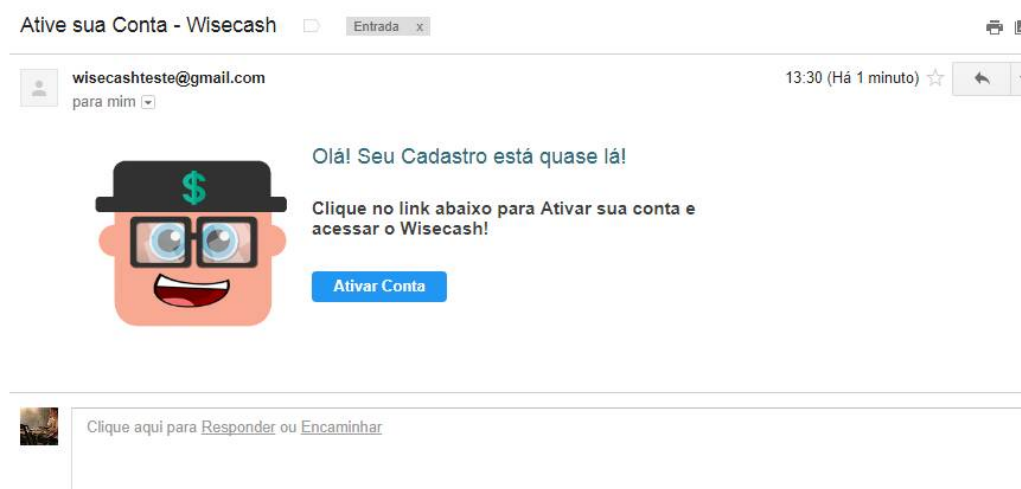 Ative sua Conta - Wisecash
Entrada x
wisecashteste@gmail.com
13:30 (Há 1 minuto)
para mim
$
Olá! Seu Cadastro está quase lá!
Clique no link abaixo para Ativar sua conta e
acessar o Wisecash!
Ativar Conta
Clique aqui para Responder ou Encaminhar